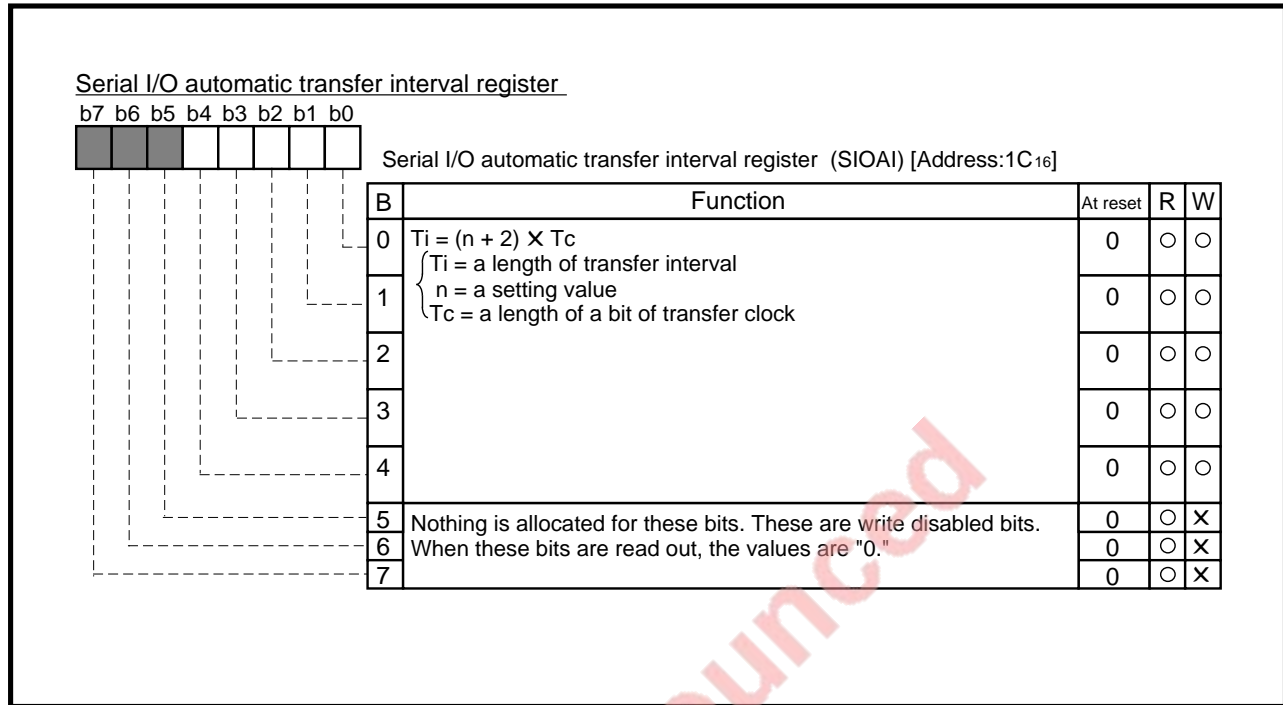 Serial I/O automatic transfer interval register
b7 b6 b5 b4 b3 b2 b1 b0
Serial I/O automatic transfer interval register (SIOAI) [Address:1C16]
B Function At reset R W
0 Ti = (n + 2) × Tc 0 ○ ○
Ti = a length of transfer interval
n = a setting value
1 0 ○ ○
Tc = a length of a bit of transfer clock
2 0 ○ ○
3 0 ○ ○
4 0 ○ ○
5 Nothing is allocated for these bits. These are write disabled bits. 0 ○ ×
6 When these bits are read out, the values are "0." 0 ○ ×
7 0 ○ ×
ounced